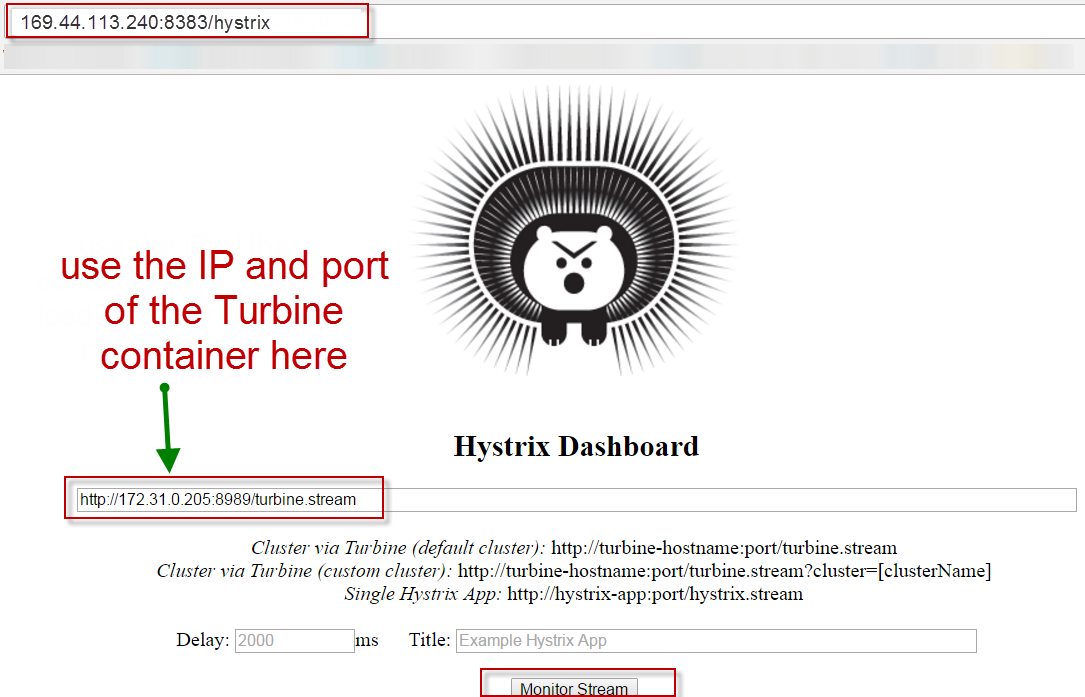 169.44.113.240:8383/hystrix
use the IP and port
of the Turbine
container here
Hystrix Dashboard
http://172.31.0.205:8989/turbine.stream
Cluster via Turbine (default cluster): http://turbine-hostname:port/turbine.stream
Cluster via Turbine (custom cluster): http://turbine-hostname:port/turbine.stream?cluster=[clusterName]
Single Hystrix App: http://hystrix-app:port/hystrix.stream
Delay: 2000 ms Title: Example Hystrix App
Monitor Stream